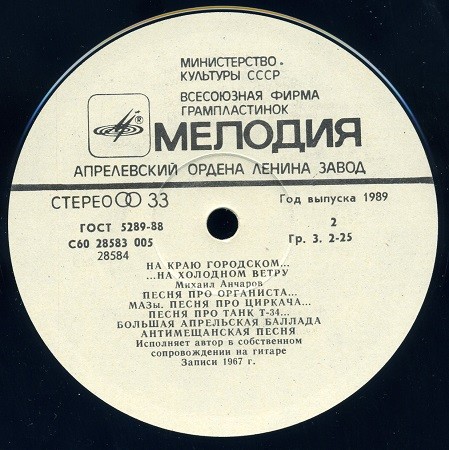 МИНИСТЕРСТВО
КУЛЬТУРЫ СССР
ВСЕСОЮЗНАЯ ФИРМА
ГРАМПЛАСТИНОК
® МЕЛОДИЯ
АПРЕЛЕВСКИЙ ОРДЕНА ЛЕНИНА ЗАВОД
СТЕРЕО 33
Год выпуска 1989
ГОСТ 5289-88
2
С60 28583 005
Гр. 3. 2-25
28584
НА КРАЮ ГОРОДСКОМ...
...НА ХОЛОДНОМ ВЕТРУ
Михаил Анчаров
ПЕСНЯ ПРО ОРГАНИСТА...
МАЗы. ПЕСНЯ ПРО ЦИРКАЧА...
ПЕСНЯ ПРО ТАНК Т-34...
БОЛЬШАЯ АПРЕЛЬСКАЯ БАЛЛАДА
АНТИМЕЩАНСКАЯ ПЕСНЯ
Исполняет автор в собственном
сопровождении на гитаре
Записи 1967 г.